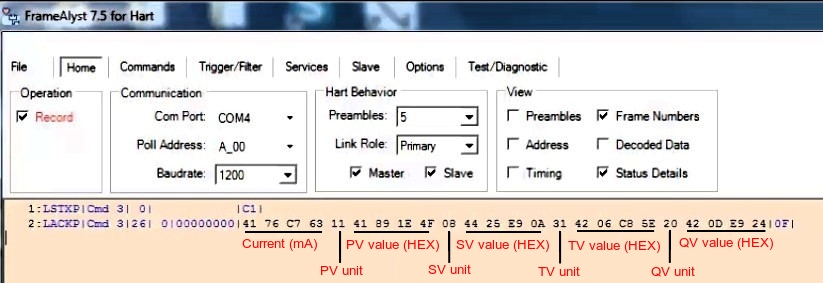 FrameAlyst 7.5 for Hart
File Home Commands Trigger/Filter Services Slave Options Test/Diagnostic
Operation Communication Hart Behavior View
Record Com Port: COM4 Preambles: 5 Preambles Frame Numbers
Poll Address: A_00 Link Role: Primary Address Decoded Data
Baudrate: 1200 Master Slave Timing Status Details
1:LSTXP|Cmd 3| 0| |C1|
2:LACKP|Cmd 3|26| 0|00000000|41 76 C7 63 11 41 89 1E 4F 08 44 25 E9 0A 31 42 06 C8 5E 20 42 0D E9 24|0F|
Current (mA) PV value (HEX) SV value (HEX) TV value (HEX) QV value (HEX)
PV unit SV unit TV unit QV unit